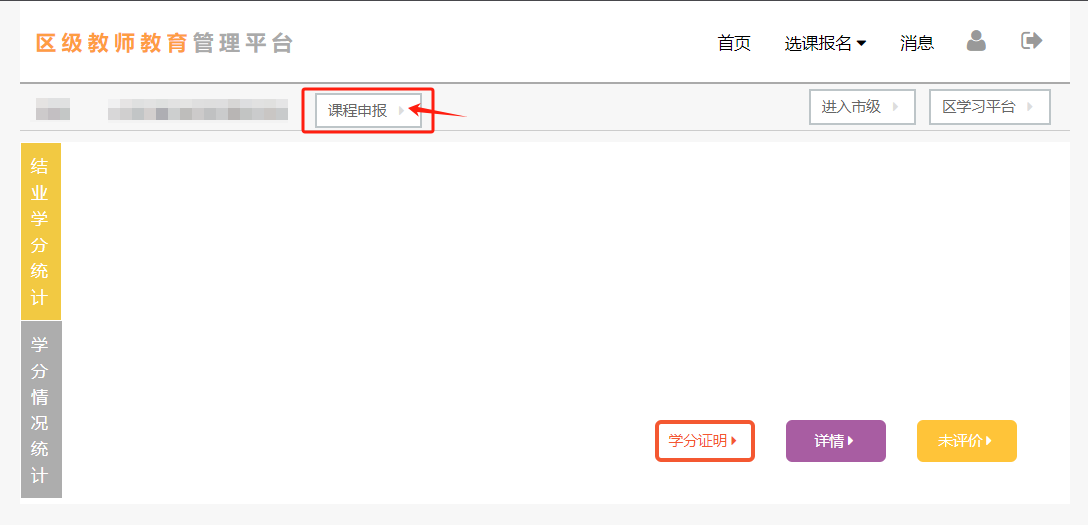 区级教师教育管理平台
首页 选课报名 消息
课程申报 进入市级 区学习平台
结业学分统计
学分情况统计
学分证明 详情 未评价